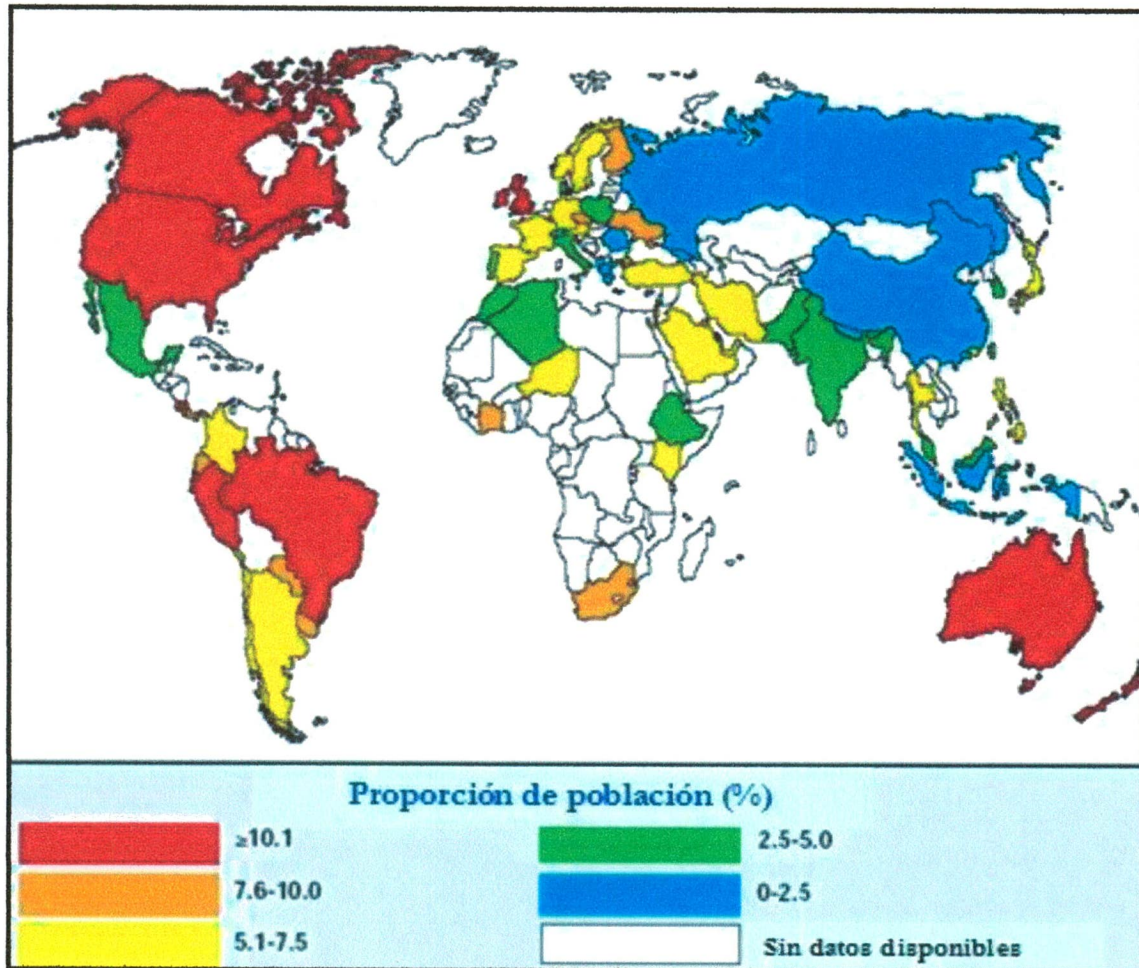 Proporción de población (%)
≥10.1
7.6-10.0
5.1-7.5
2.5-5.0
0-2.5
Sin datos disponibles